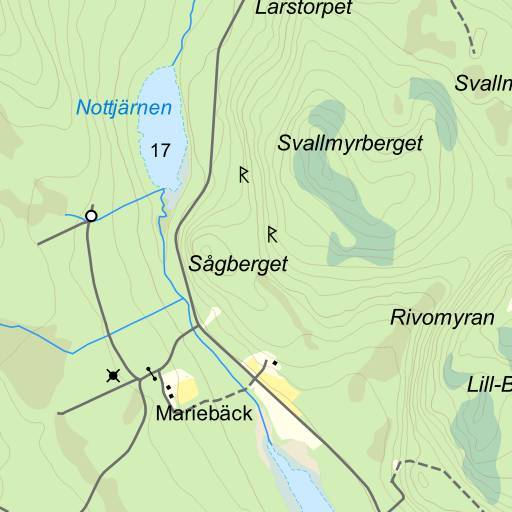 Larstorpet
Svallm
Nottjärnen
17
Svallmyrberget
R
R
Sågberget
Rivomyran
Lill-B
Mariebäck